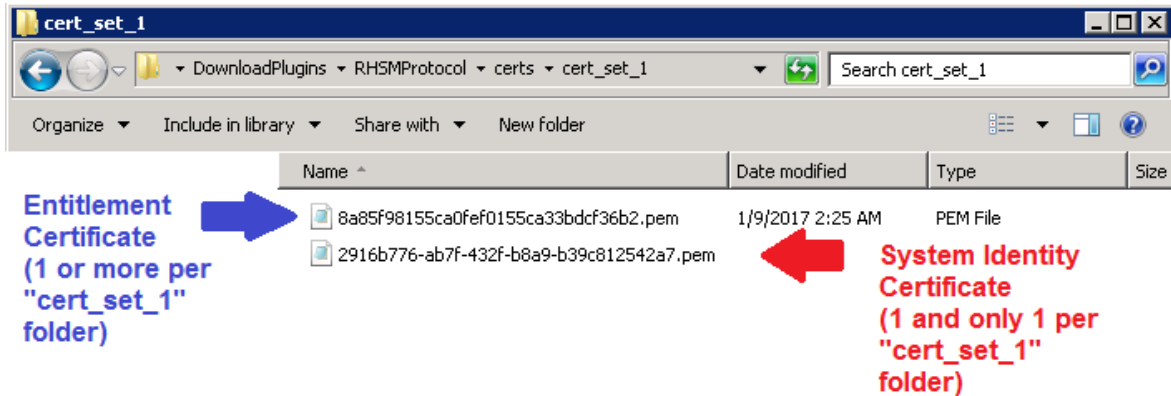 cert_set_1
DownloadPlugins RHSMProtocol certs cert_set_1 Search cert_set_1
Organize Include in library Share with New folder
Name Date modified Type Size
8a85f98155ca0fef0155ca33bdcf36b2.pem 1/9/2017 2:25 AM PEM File
2916b776-ab7f-432f-b8a9-b39c812542a7.pem
Entitlement
Certificate
(1 or more per
"cert_set_1"
folder)
System Identity
Certificate
(1 and only 1 per
"cert_set_1"
folder)